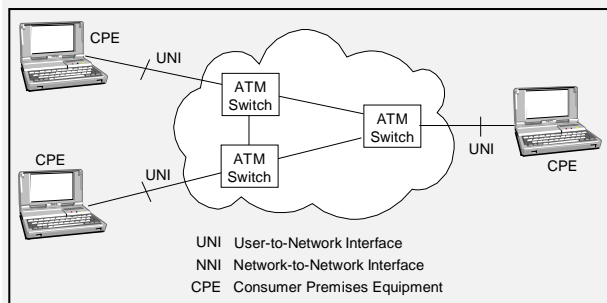 CPE
UNI
ATM
Switch
ATM
Switch
CPE
UNI
ATM
Switch
UNI
CPE
UNI User-to-Network Interface
NNI Network-to-Network Interface
CPE Consumer Premises Equipment